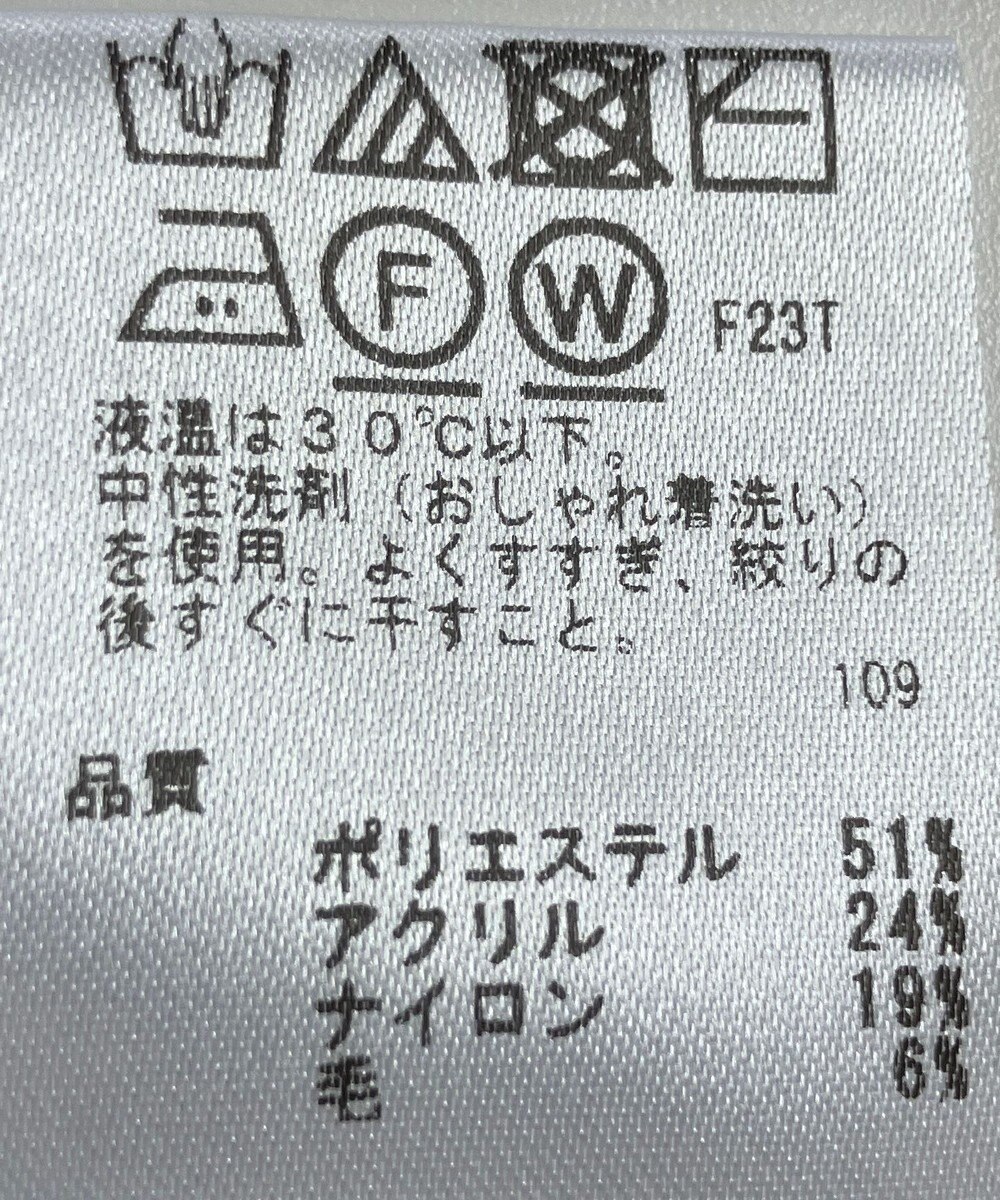 F
W
F23T
液温は30℃以下。
中性洗剤(おしゃれ着洗い)
を使用。よくすすぎ、絞りの
後すぐに干すこと。
109
品質
ポリエステル 51%
アクリル 24%
ナイロン 19%
毛 6%